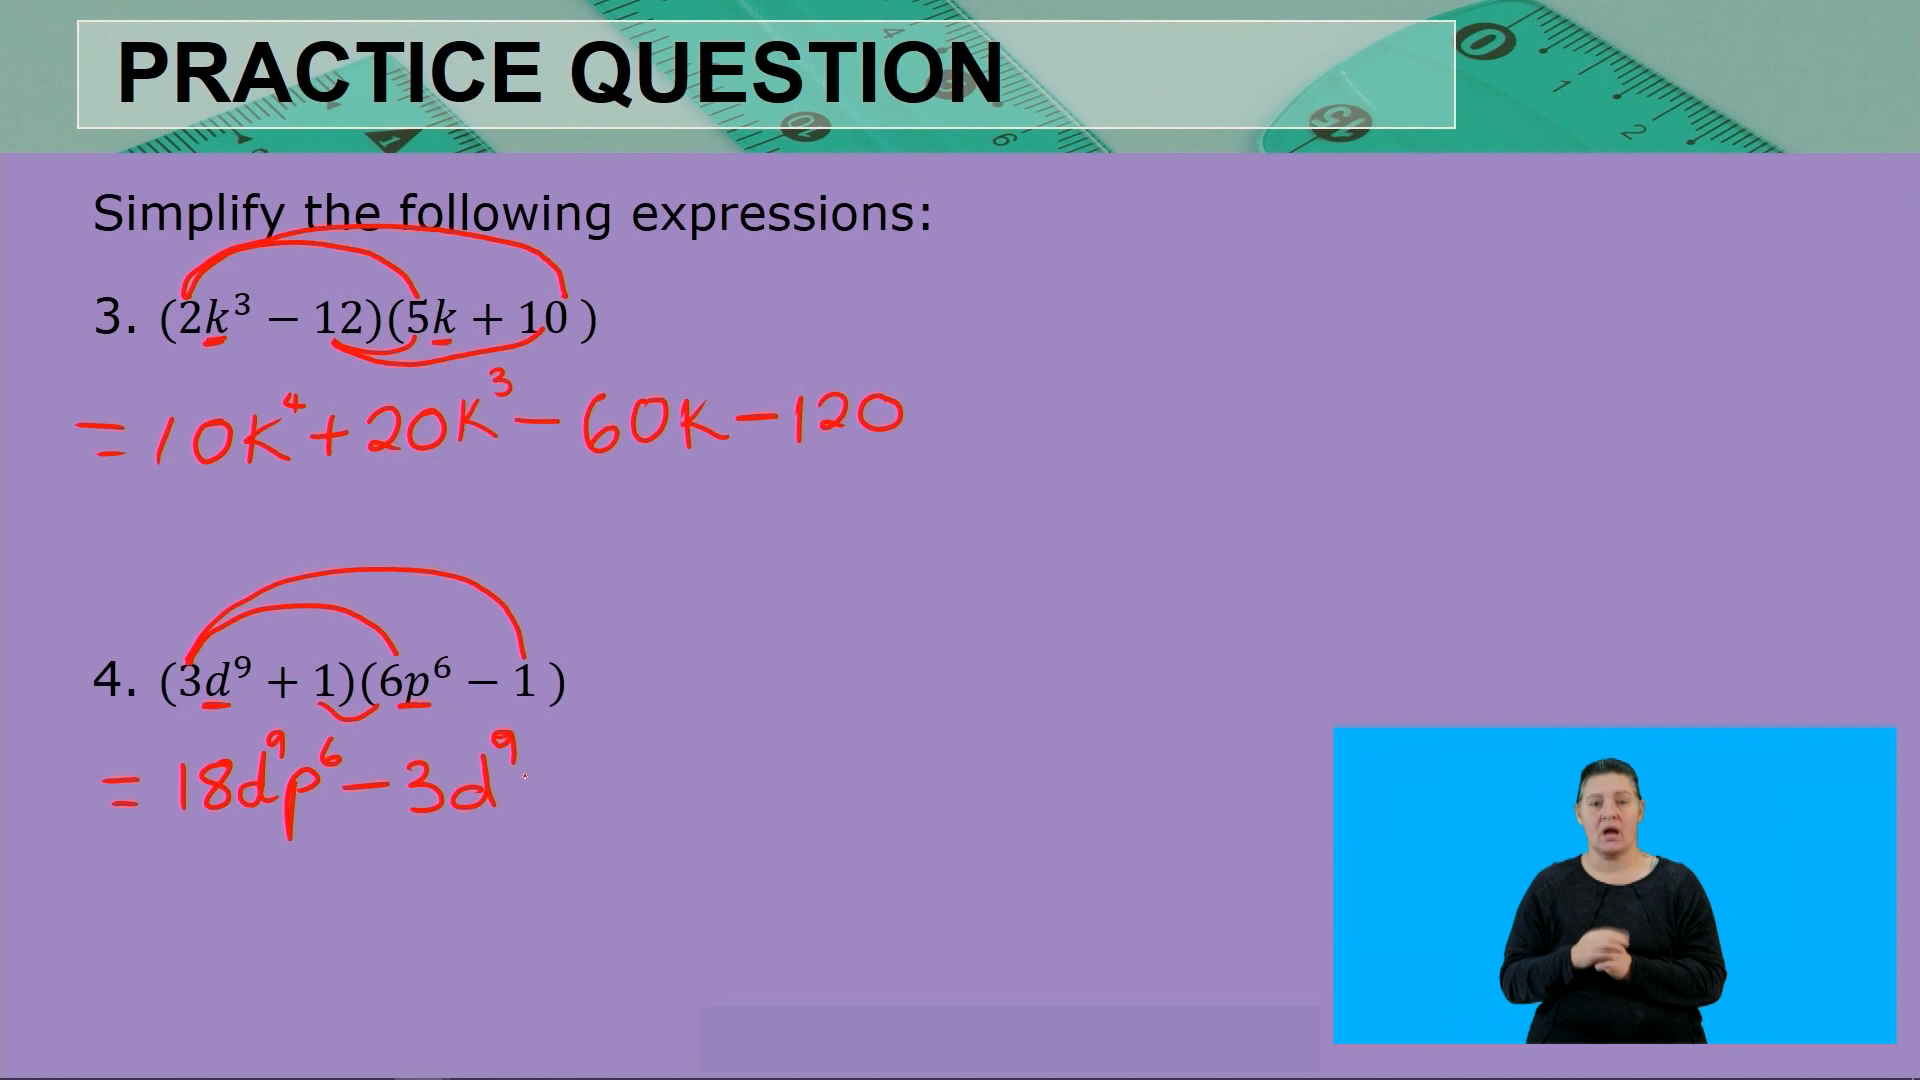 PRACTICE QUESTION
Simplify the following expressions:
3. (2k³ − 12)(5k + 10 )
= 10K⁴ + 20K³ − 60K − 120
4. (3d⁹ + 1)(6p⁶ − 1 )
= 18d⁹p⁶ − 3d⁹